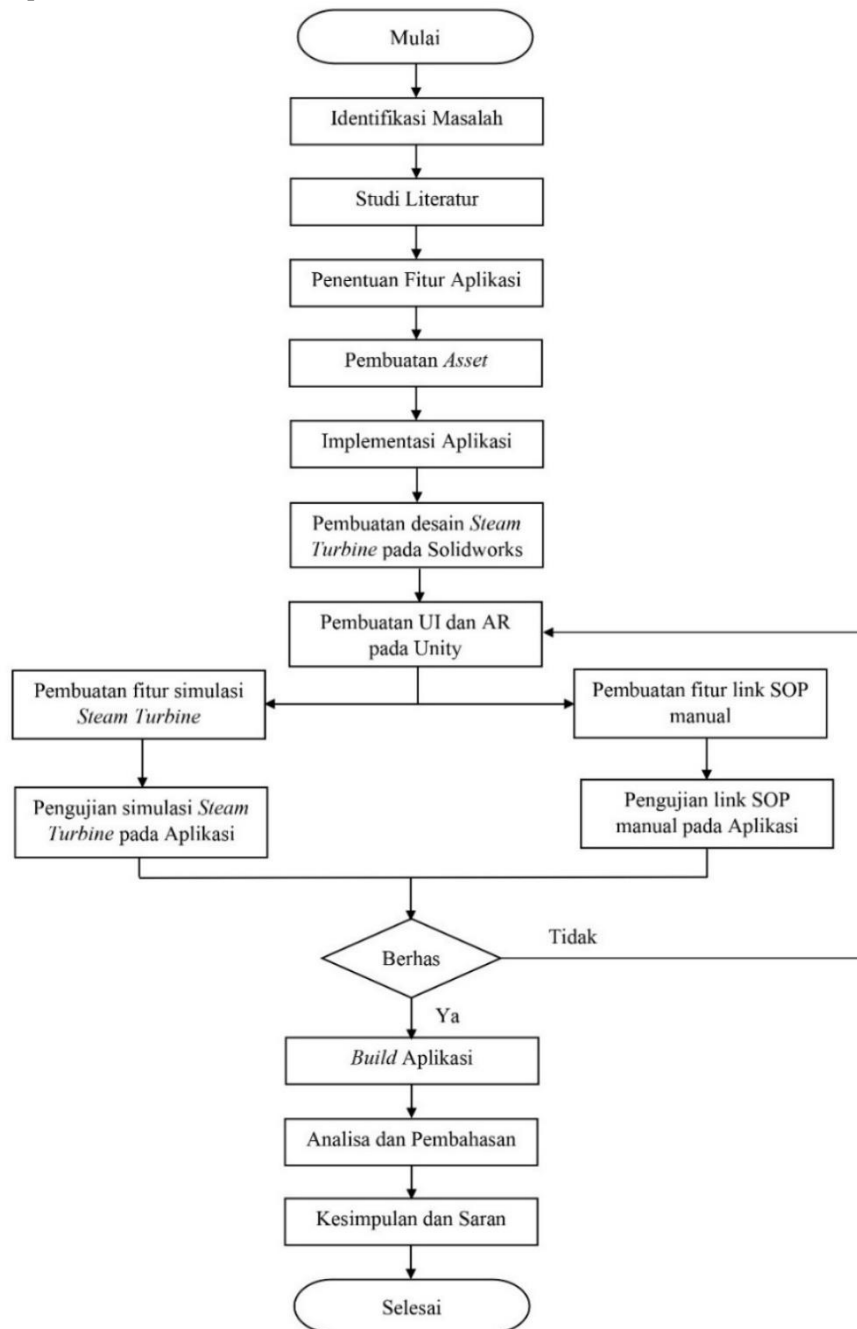 Mulai
Identifikasi Masalah
Studi Literatur
Penentuan Fitur Aplikasi
Pembuatan Asset
Implementasi Aplikasi
Pembuatan desain Steam
Turbine pada Solidworks
Pembuatan UI dan AR
pada Unity
Pembuatan fitur simulasi
Steam Turbine
Pembuatan fitur link SOP
manual
Pengujian simulasi Steam
Turbine pada Aplikasi
Pengujian link SOP
manual pada Aplikasi
Berhas
Tidak
Ya
Build Aplikasi
Analisa dan Pembahasan
Kesimpulan dan Saran
Selesai